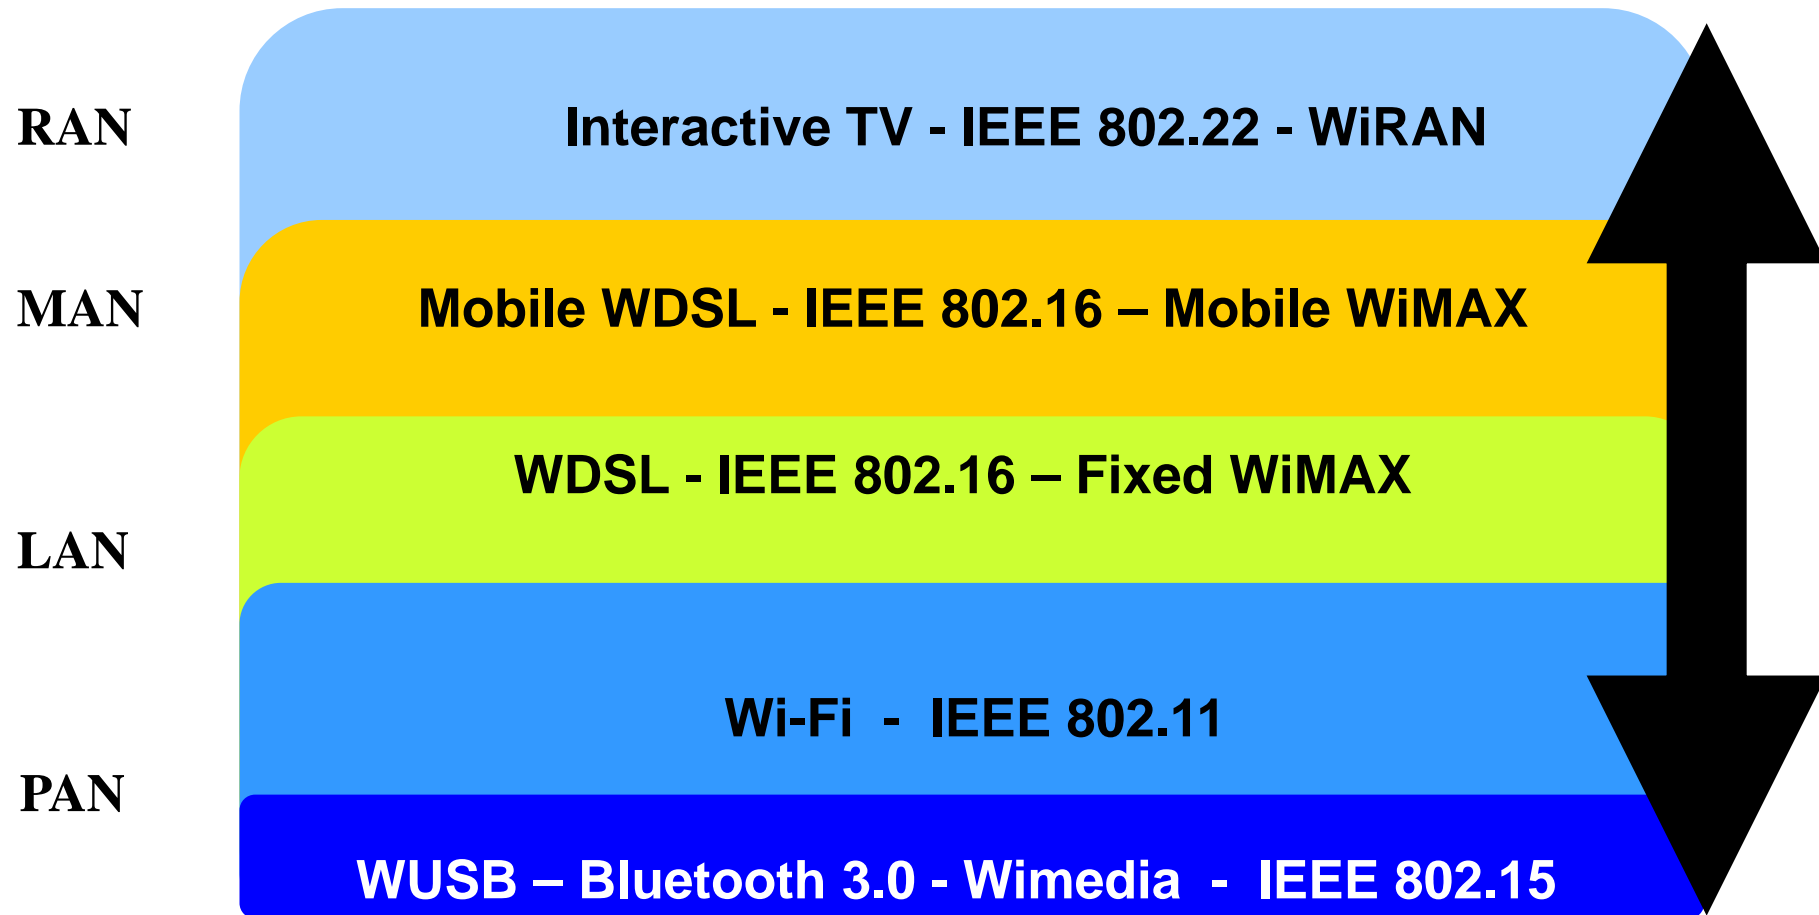 RAN
Interactive TV - IEEE 802.22 - WiRAN
MAN
Mobile WDSL - IEEE 802.16 – Mobile WiMAX
WDSL - IEEE 802.16 – Fixed WiMAX
LAN
Wi-Fi - IEEE 802.11
PAN
WUSB – Bluetooth 3.0 - Wimedia - IEEE 802.15